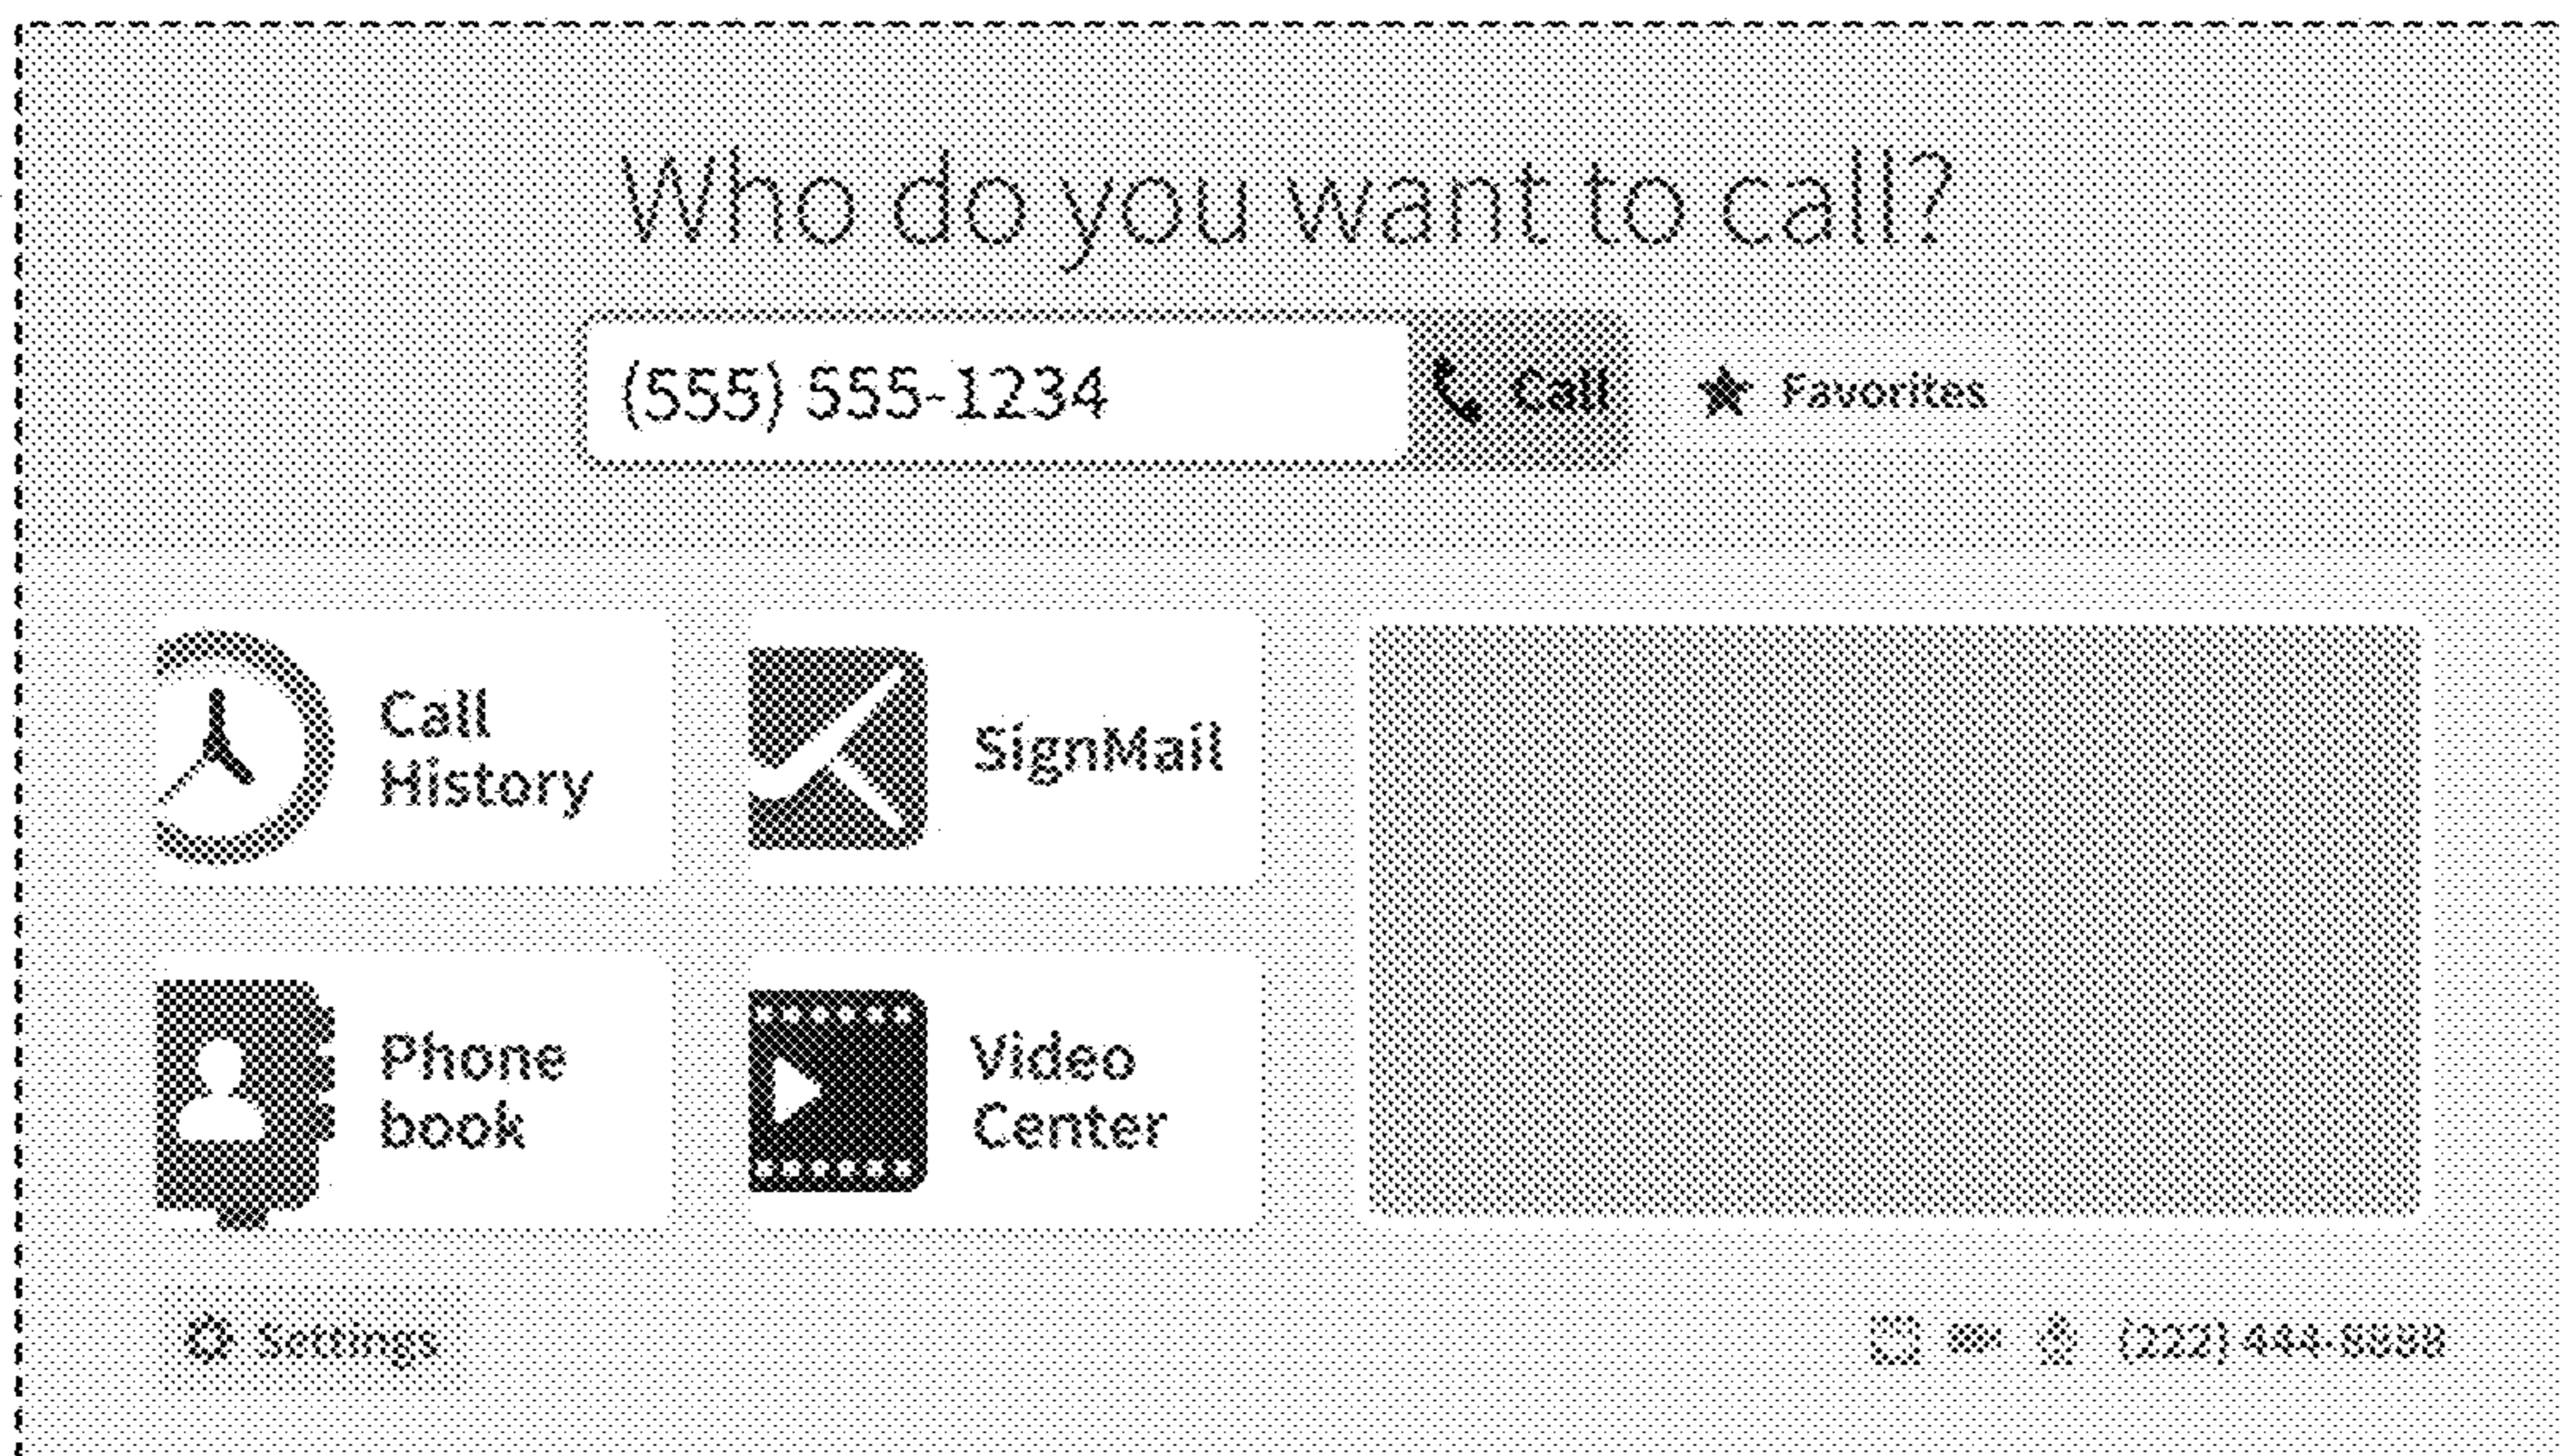 Who do you want to call?
(555) 555-1234 Call Favorites
Call
History
SignMail
Phone
book
Video
Center
Settings
(222) 444-8888